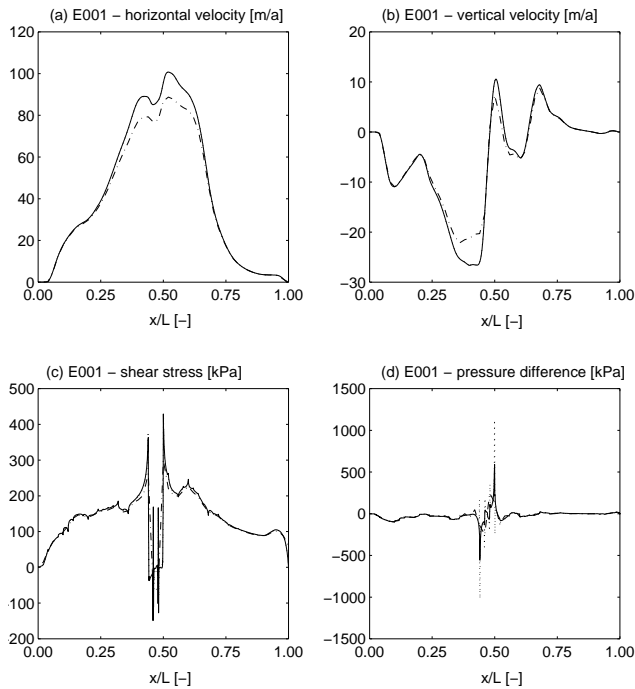 (a) E001 – horizontal velocity [m/a]
120
100
80
60
40
20
0
0.00 0.25 0.50 0.75 1.00
x/L [–]
(b) E001 – vertical velocity [m/a]
20
10
0
−10
−20
−30
0.00 0.25 0.50 0.75 1.00
x/L [–]
(c) E001 – shear stress [kPa]
500
400
300
200
100
0
100
200
0.00 0.25 0.50 0.75 1.00
x/L [–]
(d) E001 – pressure difference [kPa]
1500
1000
500
0
−500
−1000
−1500
0.00 0.25 0.50 0.75 1.00
x/L [–]